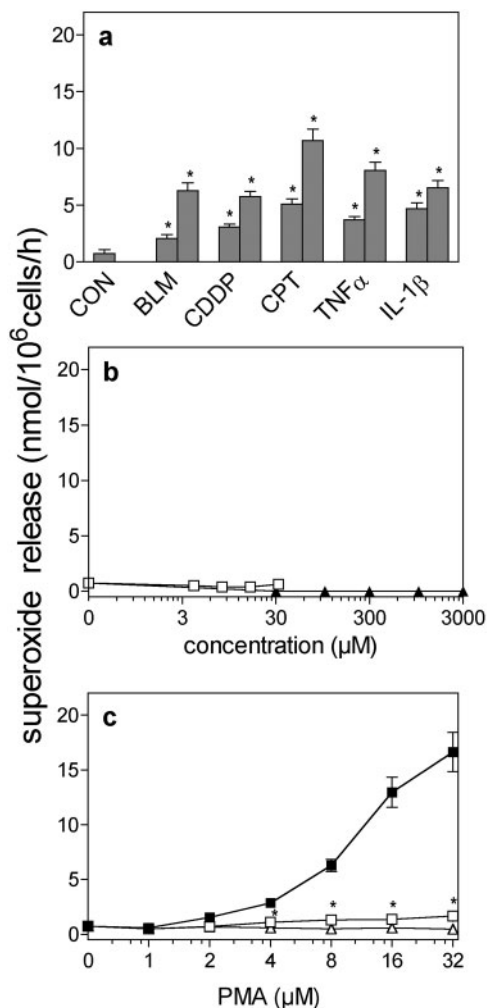 superoxide release (nmol/10⁶cells/h)
a
20
15
10
5
0
* * * * * * * * * *
CON BLM CDDP CPT TNFα IL-1β
b
20
15
10
5
0
0 3 30 300 3000
concentration (µM)
c
20
15
10
5
0
* * * *
0 1 2 4 8 16 32
PMA (µM)